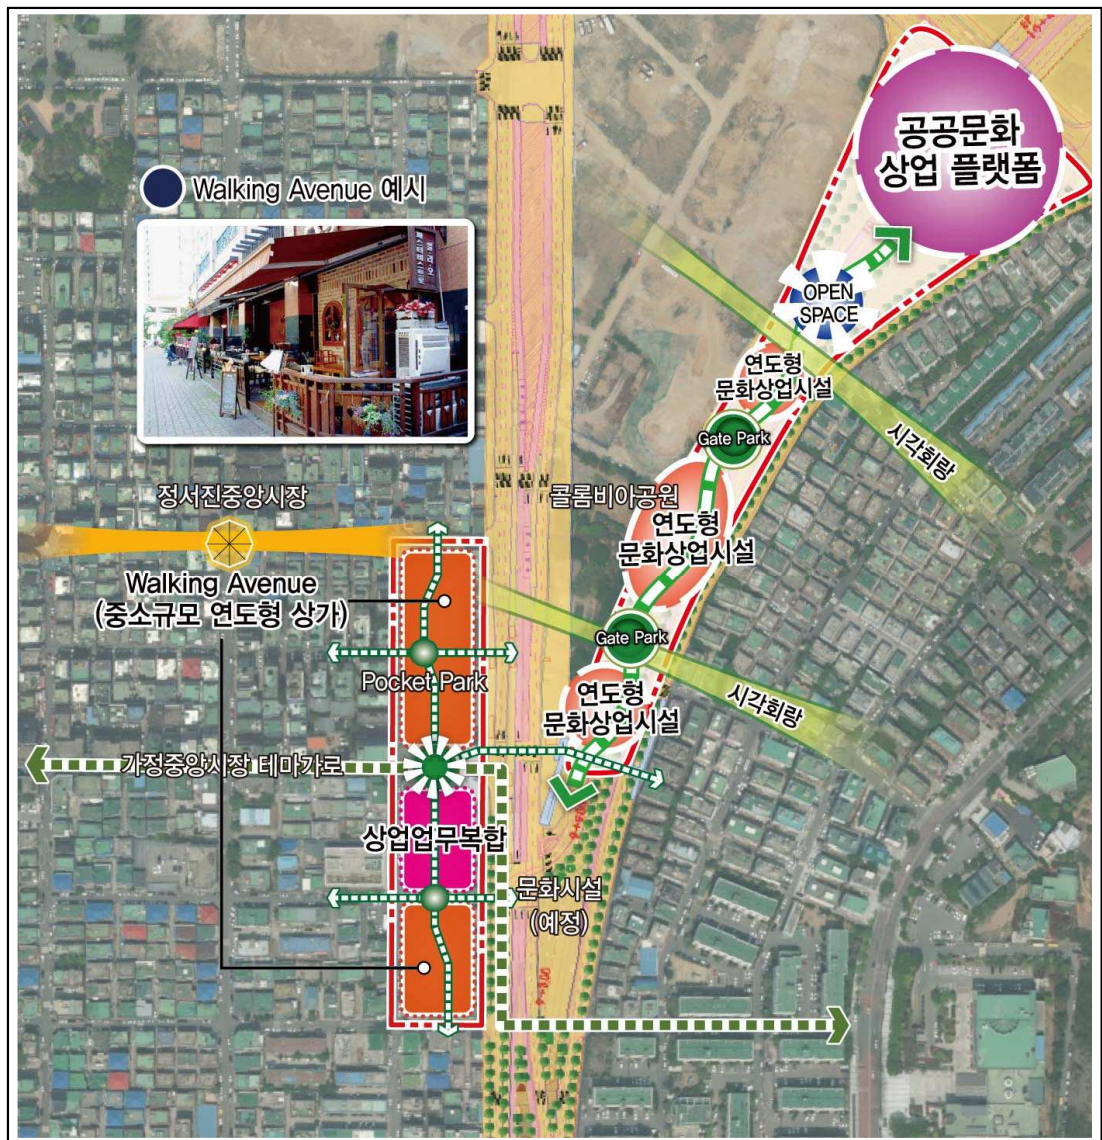 공공문화
상업 플랫폼
Walking Avenue 예시
OPEN
SPACE
연도형
문화상업시설
Gate Park
시각회랑
정서진중앙시장
콜롬비아공원
연도형
문화상업시설
Walking Avenue
(중소규모 연도형 상가)
Gate Park
Pocket Park
연도형
문화상업시설
시각회랑
가정중앙시장 테마가로
상업업무복합
문화시설
(예정)